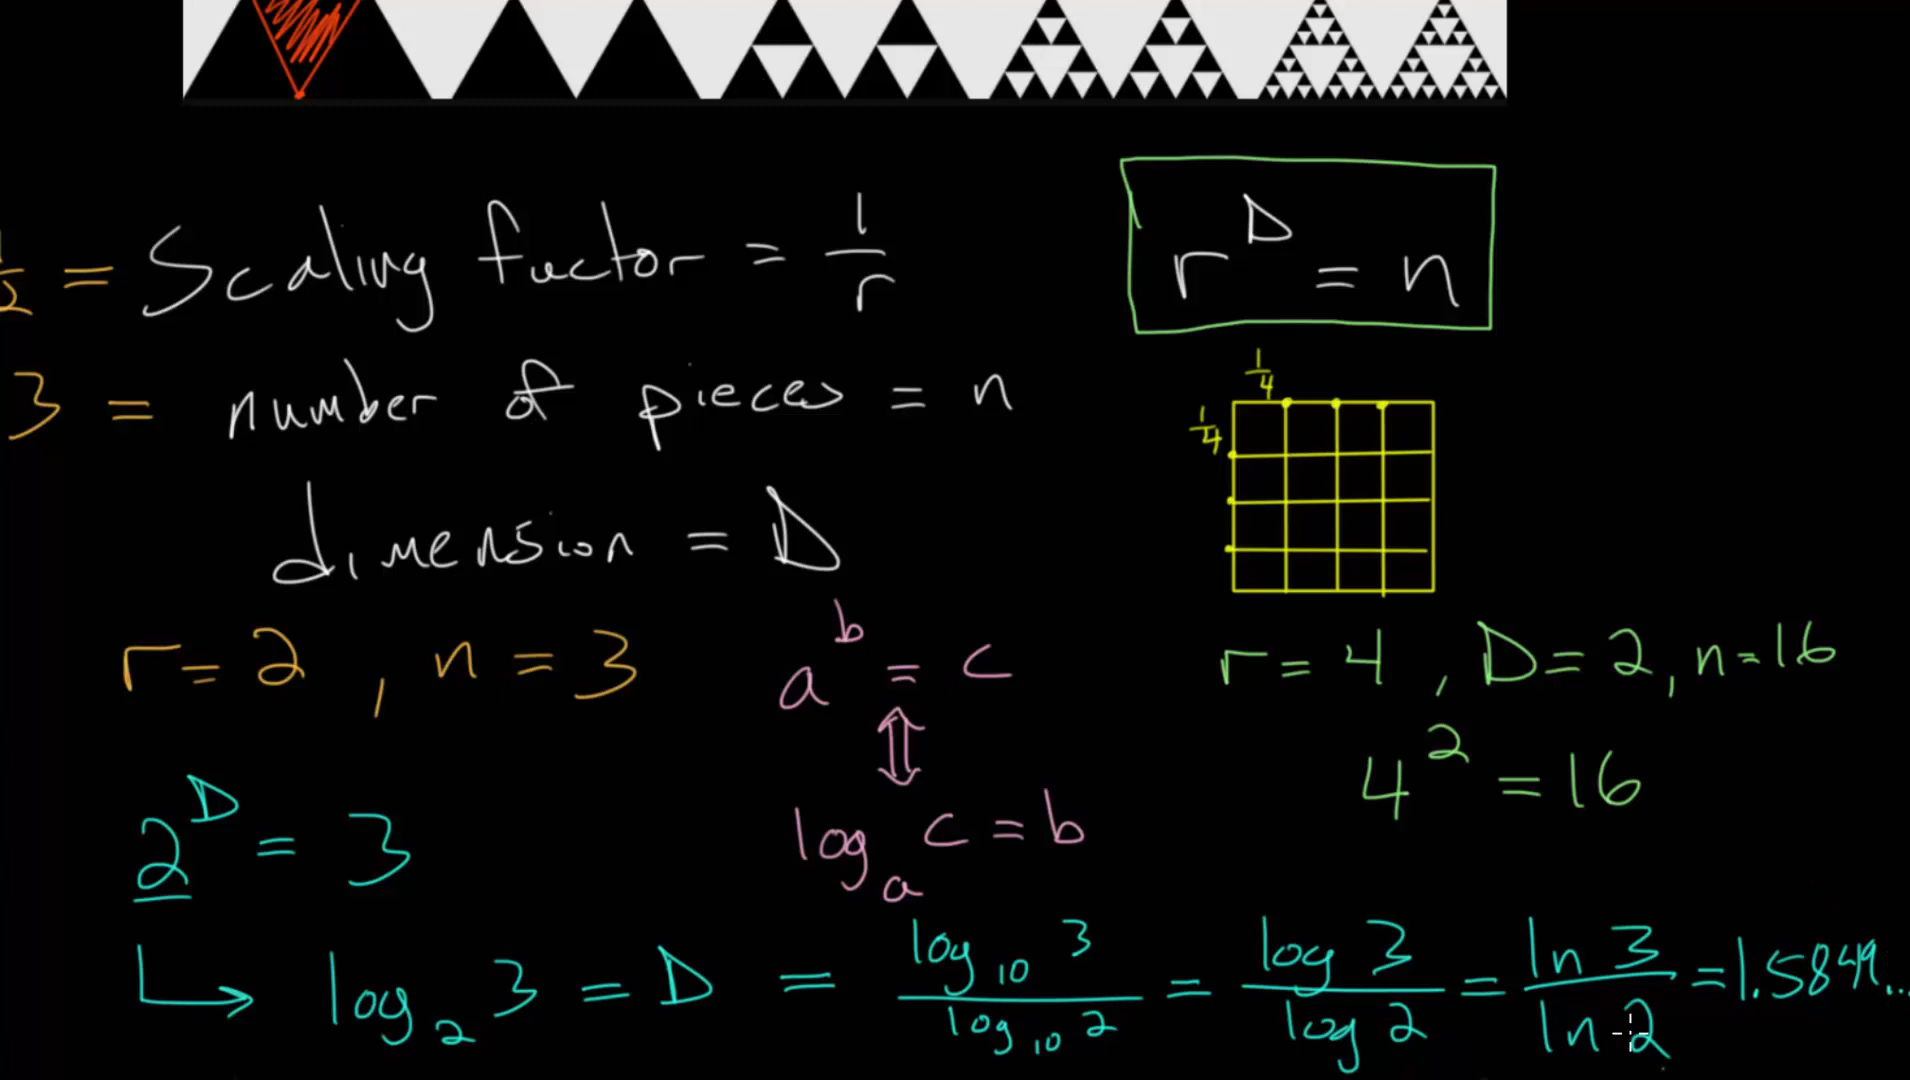 1/2 = Scaling factor = 1/r
r^D = n
3 = number of pieces = n
1/4
1/4
dimension = D
r = 2 , n = 3
a^b = c
r = 4 , D = 2, n = 16
4^2 = 16
2^D = 3
log_a c = b
log_2 3 = D = log_10 3 / log_10 2 = log 3 / log 2 = ln 3 / ln 2 = 1.5849...